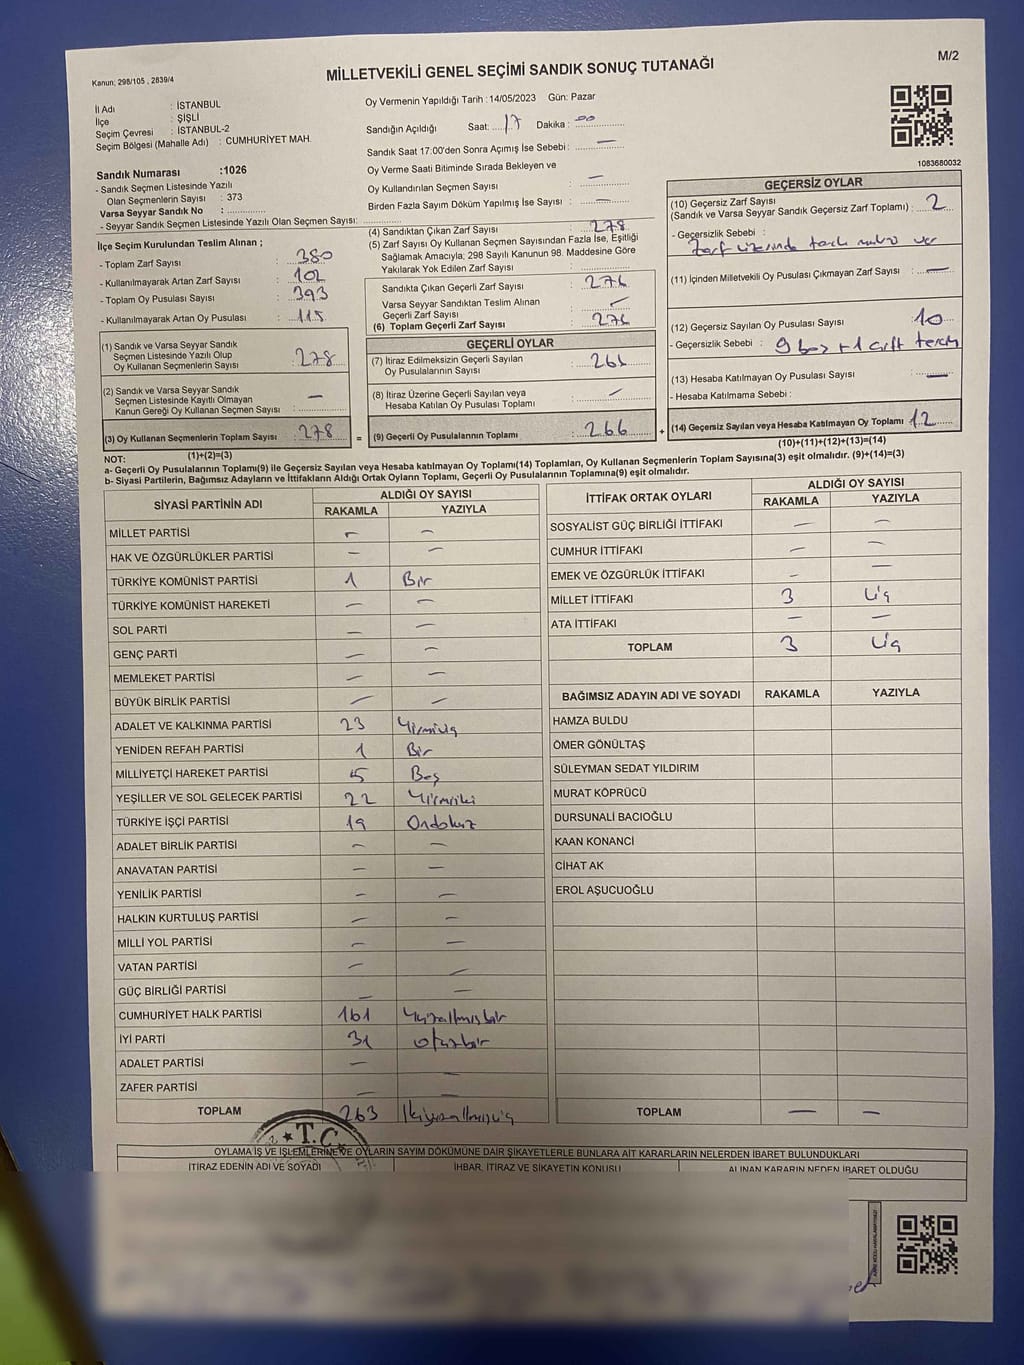 Kanun: 298/105 , 2839/4
MİLLETVEKİLİ GENEL SEÇİMİ SANDIK SONUÇ TUTANAĞI
M/2
İl Adı : İSTANBUL
İlçe : ŞİŞLİ
Seçim Çevresi : İSTANBUL-2
Seçim Bölgesi (Mahalle Adı) : CUMHURİYET MAH.
Oy Vermenin Yapıldığı Tarih : 14/05/2023 Gün: Pazar
Sandığın Açıldığı Saat: 17 Dakika : 00
Sandık Saat 17:00'den Sonra Açımış İse Sebebi : —
Oy Verme Saati Bitiminde Sırada Bekleyen ve
Oy Kullandırılan Seçmen Sayısı : —
Birden Fazla Sayım Döküm Yapılmış İse Sayısı : —
1083680032
Sandık Numarası :1026
- Sandık Seçmen Listesinde Yazılı
Olan Seçmenlerin Sayısı : 373
Varsa Seyyar Sandık No :
- Seyyar Sandık Seçmen Listesinde Yazılı Olan Seçmen Sayısı:
İlçe Seçim Kurulundan Teslim Alınan ;
- Toplam Zarf Sayısı : 380
- Kullanılmayarak Artan Zarf Sayısı : 102
- Toplam Oy Pusulası Sayısı : 393
- Kullanılmayarak Artan Oy Pusulası : 115
(4) Sandıktan Çıkan Zarf Sayısı : 278
(5) Zarf Sayısı Oy Kullanan Seçmen Sayısından Fazla İse, Eşitliği
Sağlamak Amacıyla, 298 Sayılı Kanunun 98. Maddesine Göre
Yakılarak Yok Edilen Zarf Sayısı :
Sandıkta Çıkan Geçerli Zarf Sayısı : 276
Varsa Seyyar Sandıktan Teslim Alınan
Geçerli Zarf Sayısı :
(6) Toplam Geçerli Zarf Sayısı : 276
GEÇERSİZ OYLAR
(10) Geçersiz Zarf Sayısı
(Sandık ve Varsa Seyyar Sandık Geçersiz Zarf Toplamı) : 2
- Geçersizlik Sebebi :
Zarf üzerinde var
(11) İçinden Milletvekili Oy Pusulası Çıkmayan Zarf Sayısı : —
(12) Geçersiz Sayılan Oy Pusulası Sayısı : 10
- Geçersizlik Sebebi : 9 boş +1 çift tercih
(13) Hesaba Katılmayan Oy Pusulası Sayısı : —
- Hesaba Katılmama Sebebi :
(14) Geçersiz Sayılan veya Hesaba Katılmayan Oy Toplamı 12
(10)+(11)+(12)+(13)=(14)
(1) Sandık ve Varsa Seyyar Sandık
Seçmen Listesinde Yazılı Olup
Oy Kullanan Seçmenlerin Sayısı : 278
(2) Sandık ve Varsa Seyyar Sandık
Seçmen Listesinde Kayıtlı Olmayan
Kanun Gereği Oy Kullanan Seçmen Sayısı : —
(3) Oy Kullanan Seçmenlerin Toplam Sayısı : 278
(1)+(2)=(3)
=
GEÇERLİ OYLAR
(7) İtiraz Edilmeksizin Geçerli Sayılan
Oy Pusulalarının Sayısı : 266
(8) İtiraz Üzerine Geçerli Sayılan veya
Hesaba Katılan Oy Pusulası Toplamı :
(9) Geçerli Oy Pusulalarının Toplamı : 266
+
NOT:
a- Geçerli Oy Pusulalarının Toplamı(9) ile Geçersiz Sayılan veya Hesaba katılmayan Oy Toplamı(14) Toplamları, Oy Kullanan Seçmenlerin Toplam Sayısına(3) eşit olmalıdır. (9)+(14)=(3)
b- Siyasi Partilerin, Bağımsız Adayların ve İttifakların Aldığı Ortak Oyların Toplamı, Geçerli Oy Pusulalarının Toplamına(9) eşit olmalıdır.
SİYASİ PARTİNİN ADI ALDIĞI OY SAYISI
RAKAMLA YAZIYLA
MİLLET PARTİSİ — —
HAK VE ÖZGÜRLÜKLER PARTİSİ — —
TÜRKİYE KOMÜNİST PARTİSİ 1 Bir
TÜRKİYE KOMÜNİST HAREKETİ — —
SOL PARTİ — —
GENÇ PARTİ — —
MEMLEKET PARTİSİ — —
BÜYÜK BİRLİK PARTİSİ — —
ADALET VE KALKINMA PARTİSİ 23 Yirmiüç
YENİDEN REFAH PARTİSİ 1 Bir
MİLLİYETÇİ HAREKET PARTİSİ 5 Beş
YEŞİLLER VE SOL GELECEK PARTİSİ 22 Yirmiiki
TÜRKİYE İŞÇİ PARTİSİ 19 Ondokuz
ADALET BİRLİK PARTİSİ — —
ANAVATAN PARTİSİ — —
YENİLİK PARTİSİ — —
HALKIN KURTULUŞ PARTİSİ — —
MİLLİ YOL PARTİSİ — —
VATAN PARTİSİ — —
GÜÇ BİRLİĞİ PARTİSİ — —
CUMHURİYET HALK PARTİSİ 161 Yüzaltmışbir
İYİ PARTİ 31 otuzbir
ADALET PARTİSİ — —
ZAFER PARTİSİ — —
TOPLAM 263 İkiyüzaltmışüç
İTTİFAK ORTAK OYLARI ALDIĞI OY SAYISI
RAKAMLA YAZIYLA
SOSYALİST GÜÇ BİRLİĞİ İTTİFAKI — —
CUMHUR İTTİFAKI — —
EMEK VE ÖZGÜRLÜK İTTİFAKI — —
MİLLET İTTİFAKI 3 Üç
ATA İTTİFAKI — —
TOPLAM 3 Üç
BAĞIMSIZ ADAYIN ADI VE SOYADI RAKAMLA YAZIYLA
HAMZA BULDU
ÖMER GÖNÜLTAŞ
SÜLEYMAN SEDAT YILDIRIM
MURAT KÖPRÜCÜ
DURSUNALİ BACIOĞLU
KAAN KONANCİ
CİHAT AK
EROL AŞUCUOĞLU
TOPLAM — —
T.C.
OYLAMA İŞ VE İŞLEMLERİNE VE OYLARIN SAYIM DÖKÜMÜNE DAİR ŞİKAYETLERLE BUNLARA AİT KARARLARIN NELERDEN İBARET BULUNDUKLARI
İTİRAZ EDENİN ADI VE SOYADI İHBAR, İTİRAZ VE ŞİKAYETİN KONUSU ALINAN KARARIN NEDEN İBARET OLDUĞU